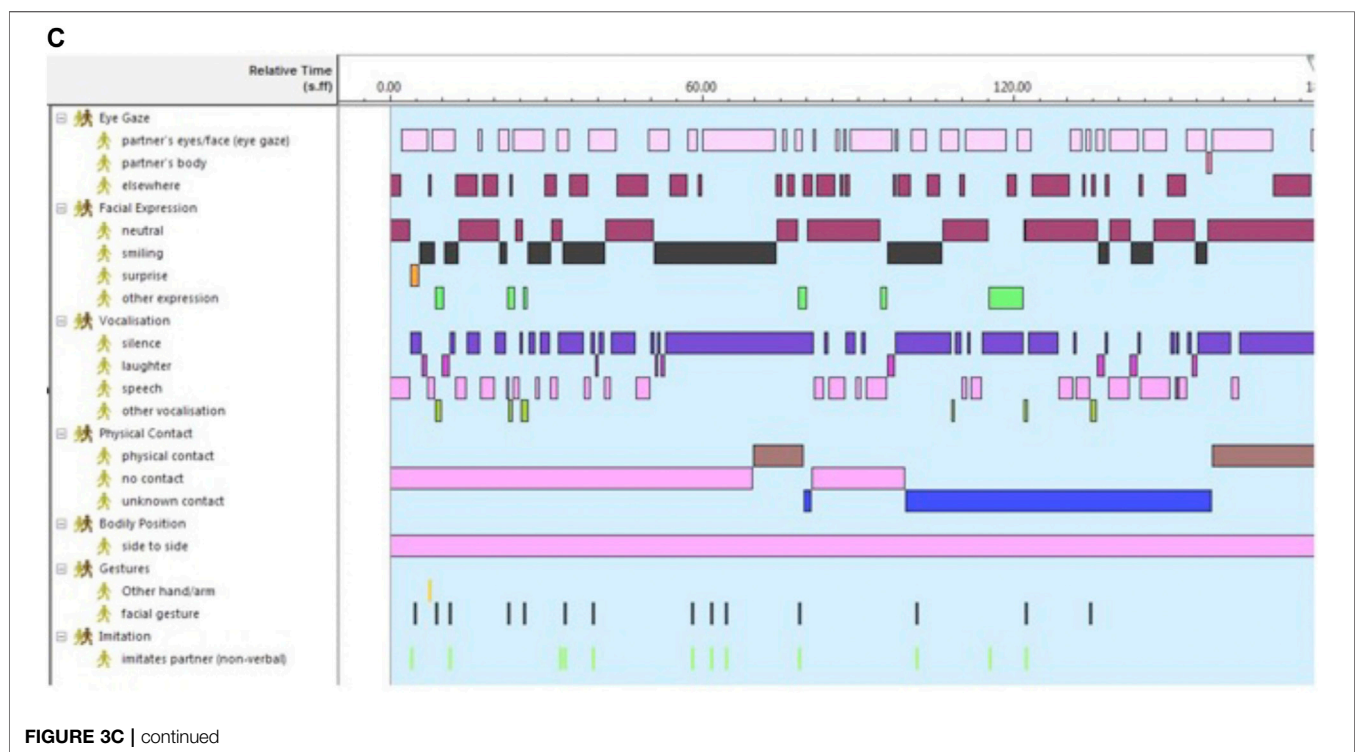 C
Relative Time
(s.ff)
0.00 60.00 120.00
Eye Gaze
partner's eyes/face (eye gaze)
partner's body
elsewhere
Facial Expression
neutral
smiling
surprise
other expression
Vocalisation
silence
laughter
speech
other vocalisation
Physical Contact
physical contact
no contact
unknown contact
Bodily Position
side to side
Gestures
Other hand/arm
facial gesture
Imitation
imitates partner (non-verbal)
FIGURE 3C | continued